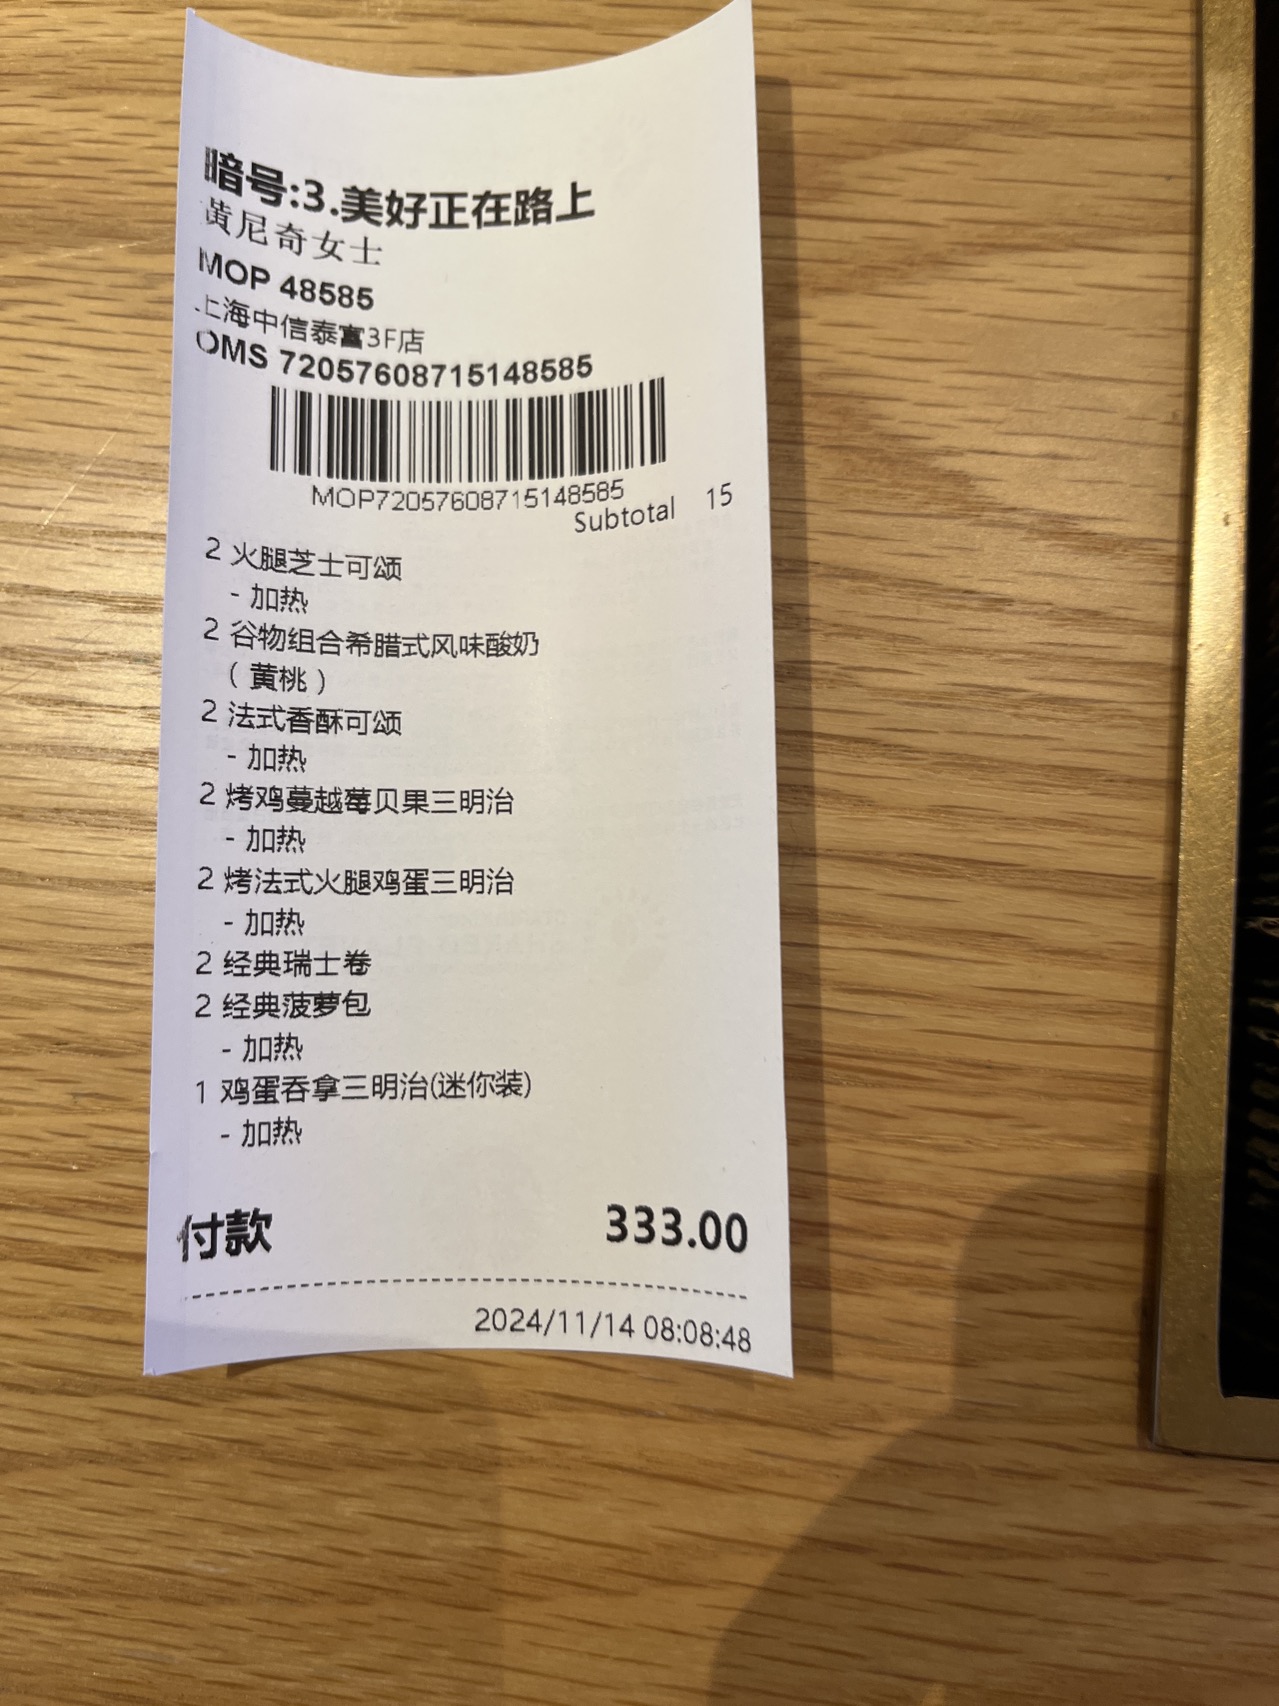 暗号:3.美好正在路上
黄尼奇女士
MOP 48585
上海中信泰富3F店
OMS 72057608715148585
MOP72057608715148585
Subtotal 15
2 火腿芝士可颂
- 加热
2 谷物组合希腊式风味酸奶
( 黄桃 )
2 法式香酥可颂
- 加热
2 烤鸡蔓越莓贝果三明治
- 加热
2 烤法式火腿鸡蛋三明治
- 加热
2 经典瑞士卷
2 经典菠萝包
- 加热
1 鸡蛋吞拿三明治(迷你装)
- 加热
付款 333.00
2024/11/14 08:08:48